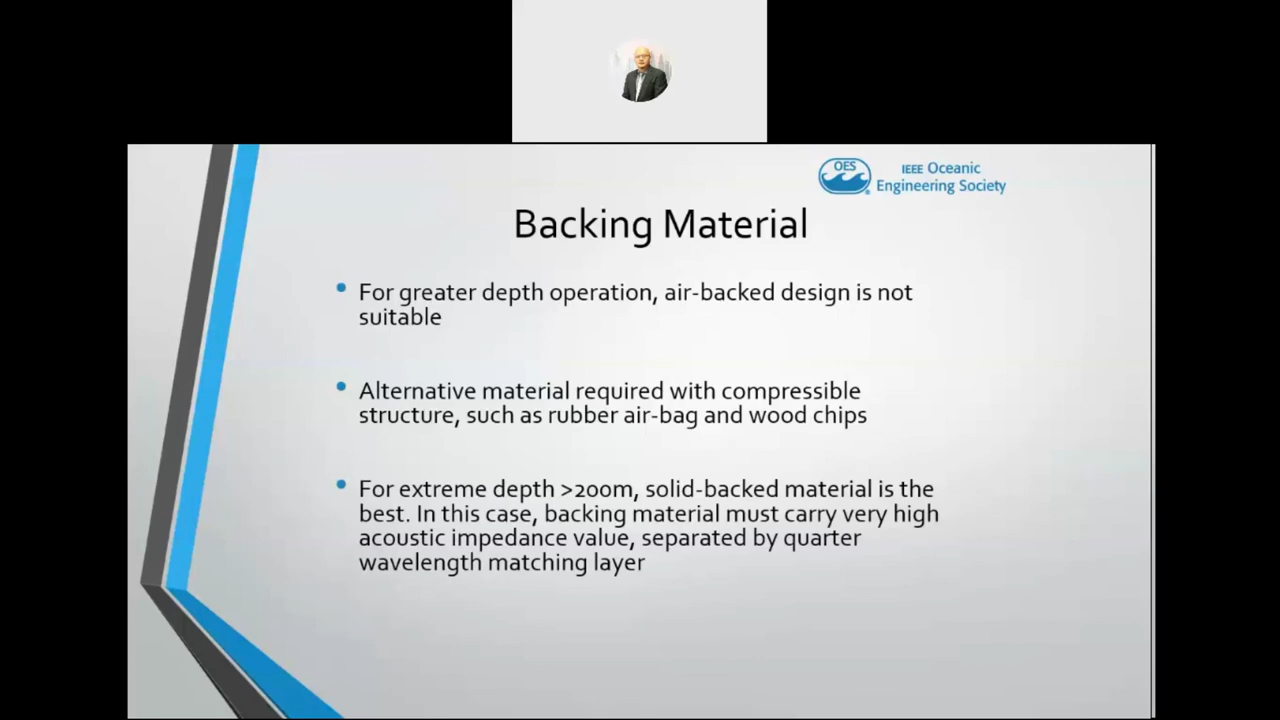 OES
IEEE Oceanic
Engineering Society
Backing Material
• For greater depth operation, air-backed design is not
suitable
• Alternative material required with compressible
structure, such as rubber air-bag and wood chips
• For extreme depth >200m, solid-backed material is the
best. In this case, backing material must carry very high
acoustic impedance value, separated by quarter
wavelength matching layer